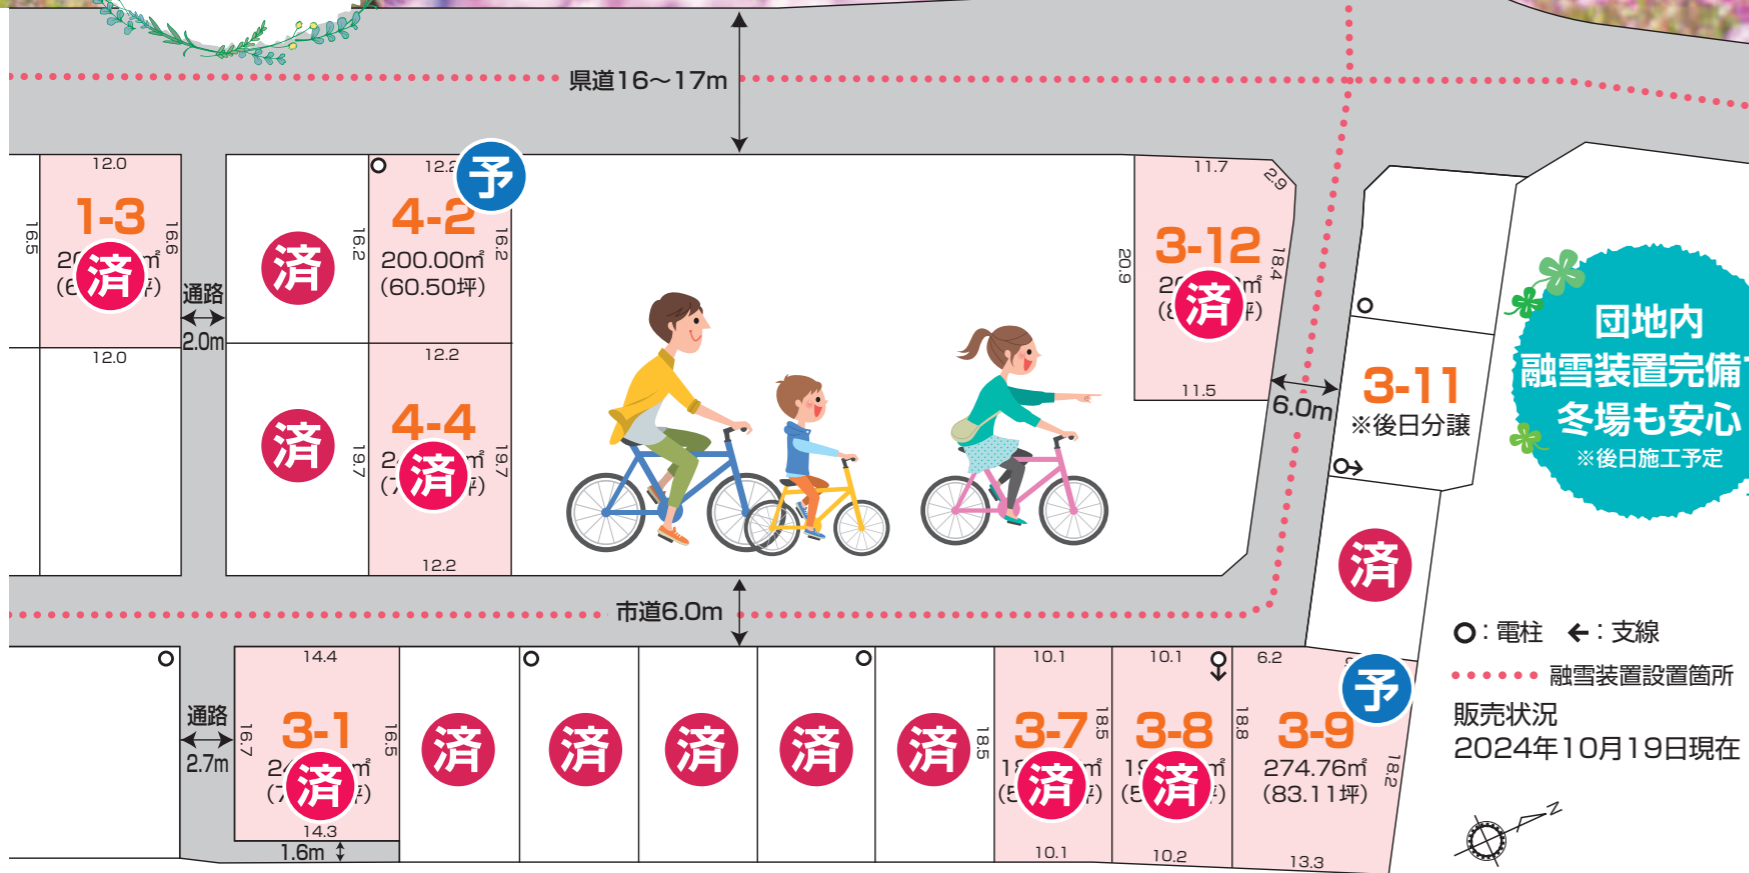 県道16〜17m
12.0
1-3
16.5
16.6
済
12.0
通路
2.0m
済
16.2
12.2
予
4-2
200.00㎡
(60.50坪)
16.2
済
19.7
12.2
4-4
済
19.7
12.2
11.7
2.9
3-12
20.9
18.4
済
11.5
6.0m
3-11
※後日分譲
済
団地内
融雪装置完備
冬場も安心
※後日施工予定
市道6.0m
通路
2.7m
14.4
3-1
16.7
16.5
済
14.3
1.6m
済
済
済
済
済
18.5
10.1
3-7
18.5
済
10.1
10.1
3-8
済
10.2
18.8
6.2
予
3-9
274.76㎡
(83.11坪)
18.2
13.3
:電柱 ←:支線
融雪装置設置箇所
販売状況
2024年10月19日現在
N